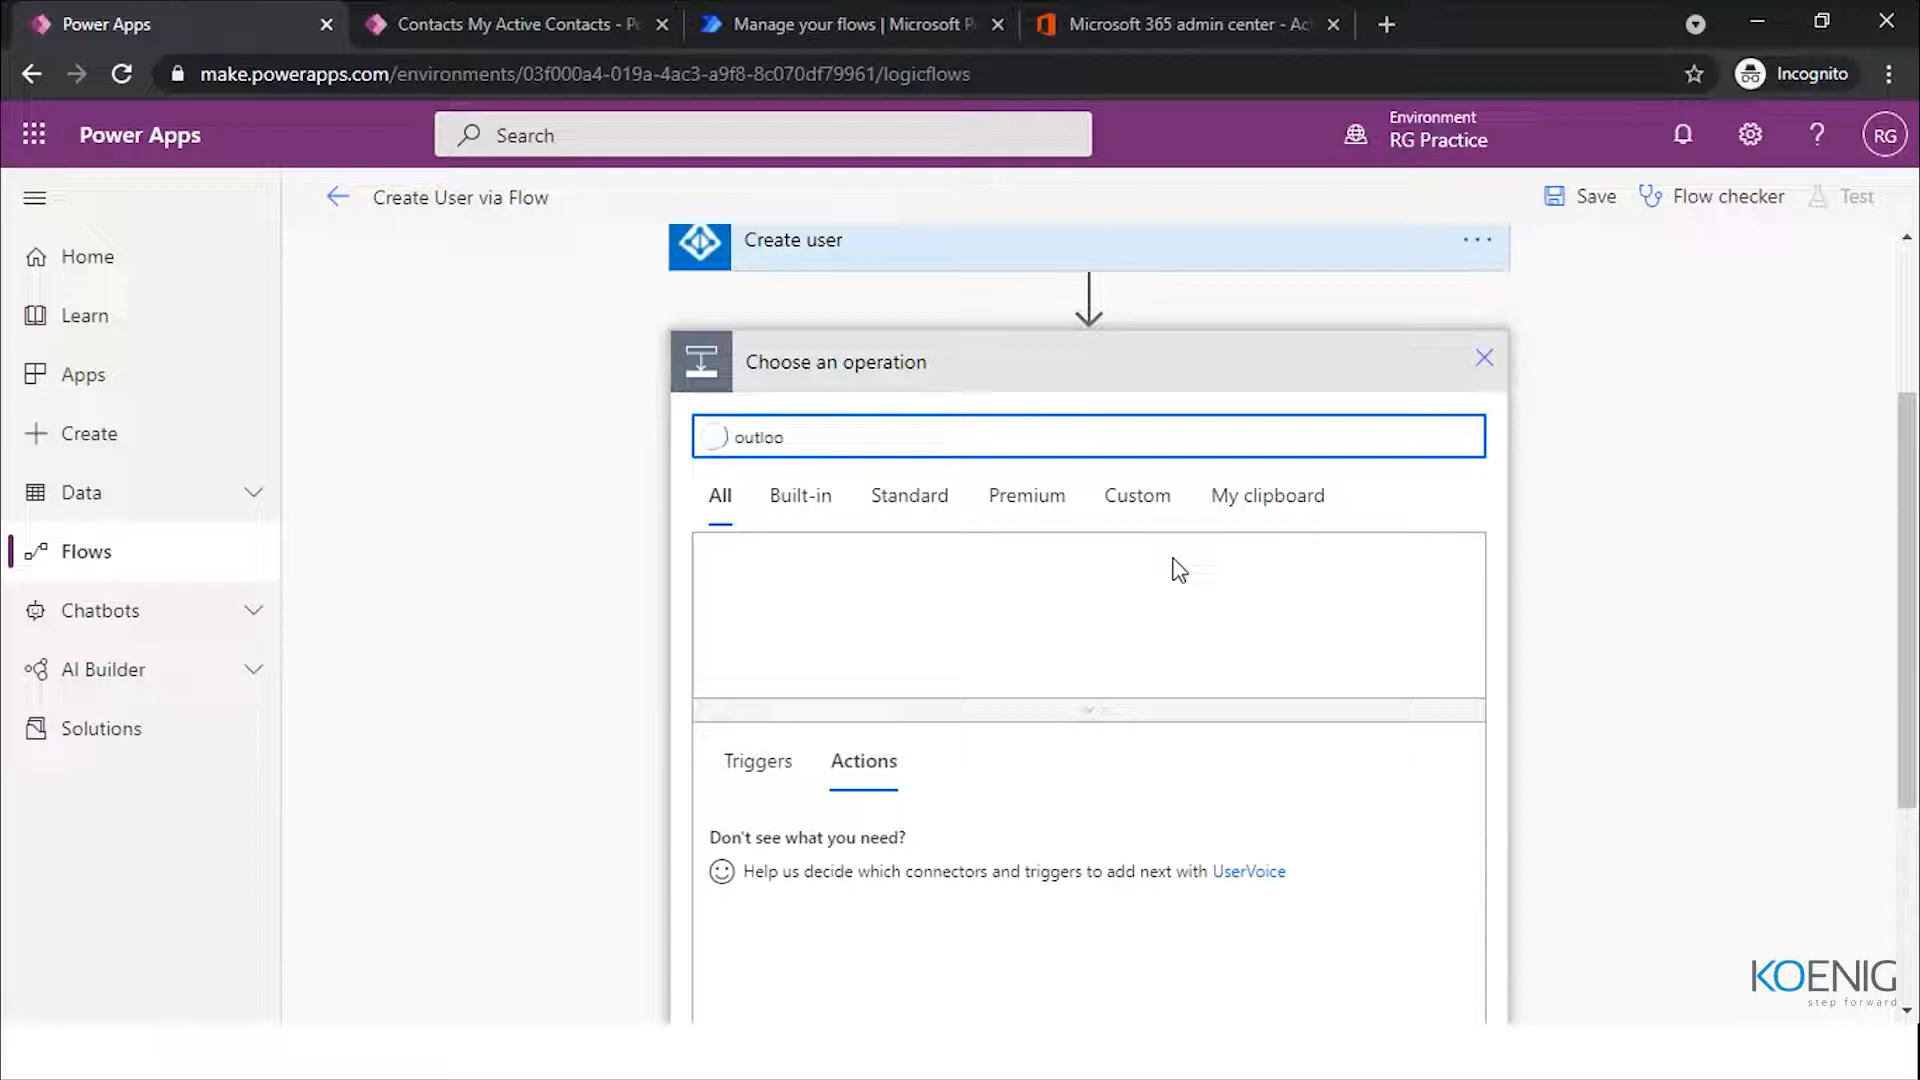 Power Apps
Contacts My Active Contacts - Po
Manage your flows | Microsoft P
Microsoft 365 admin center - Ac
make.powerapps.com/environments/03f000a4-019a-4ac3-a9f8-8c070df79961/logicflows
Incognito
Power Apps
Search
Environment
RG Practice
?
RG
Create User via Flow
Save
Flow checker
Test
Home
Learn
Apps
Create
Data
Flows
Chatbots
AI Builder
Solutions
Create user
Choose an operation
outloo
All
Built-in
Standard
Premium
Custom
My clipboard
Triggers
Actions
Don't see what you need?
Help us decide which connectors and triggers to add next with UserVoice
KOENIG
step forward